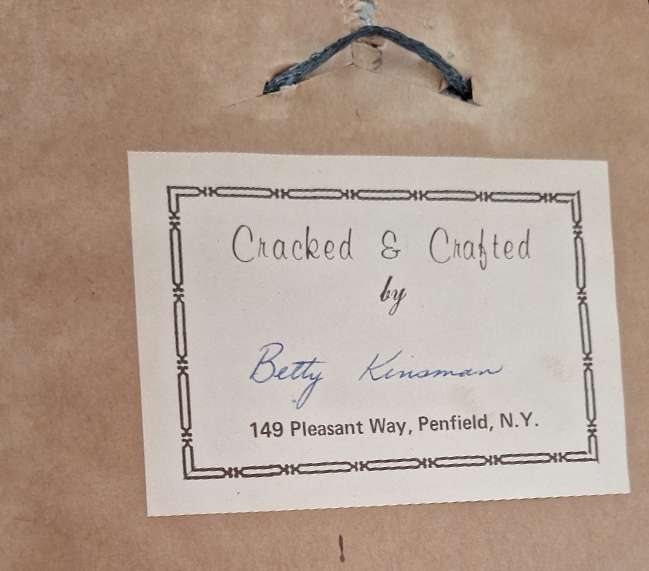 Cracked & Crafted
by
Betty Kinsman
149 Pleasant Way, Penfield, N.Y.